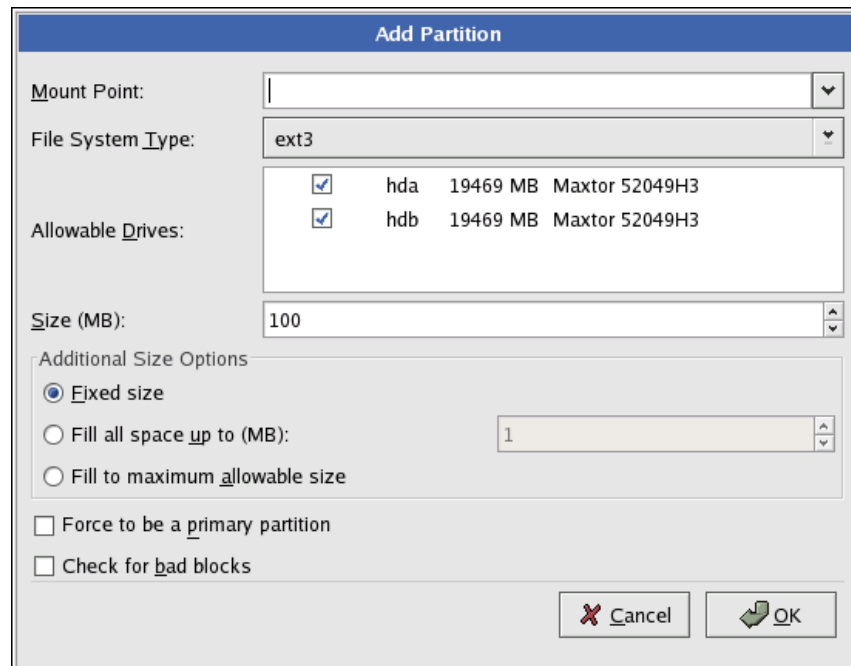 Add Partition
Mount Point:
File System Type: ext3
Allowable Drives:
hda 19469 MB Maxtor 52049H3
hdb 19469 MB Maxtor 52049H3
Size (MB): 100
Additional Size Options
Fixed size
Fill all space up to (MB): 1
Fill to maximum allowable size
Force to be a primary partition
Check for bad blocks
Cancel OK